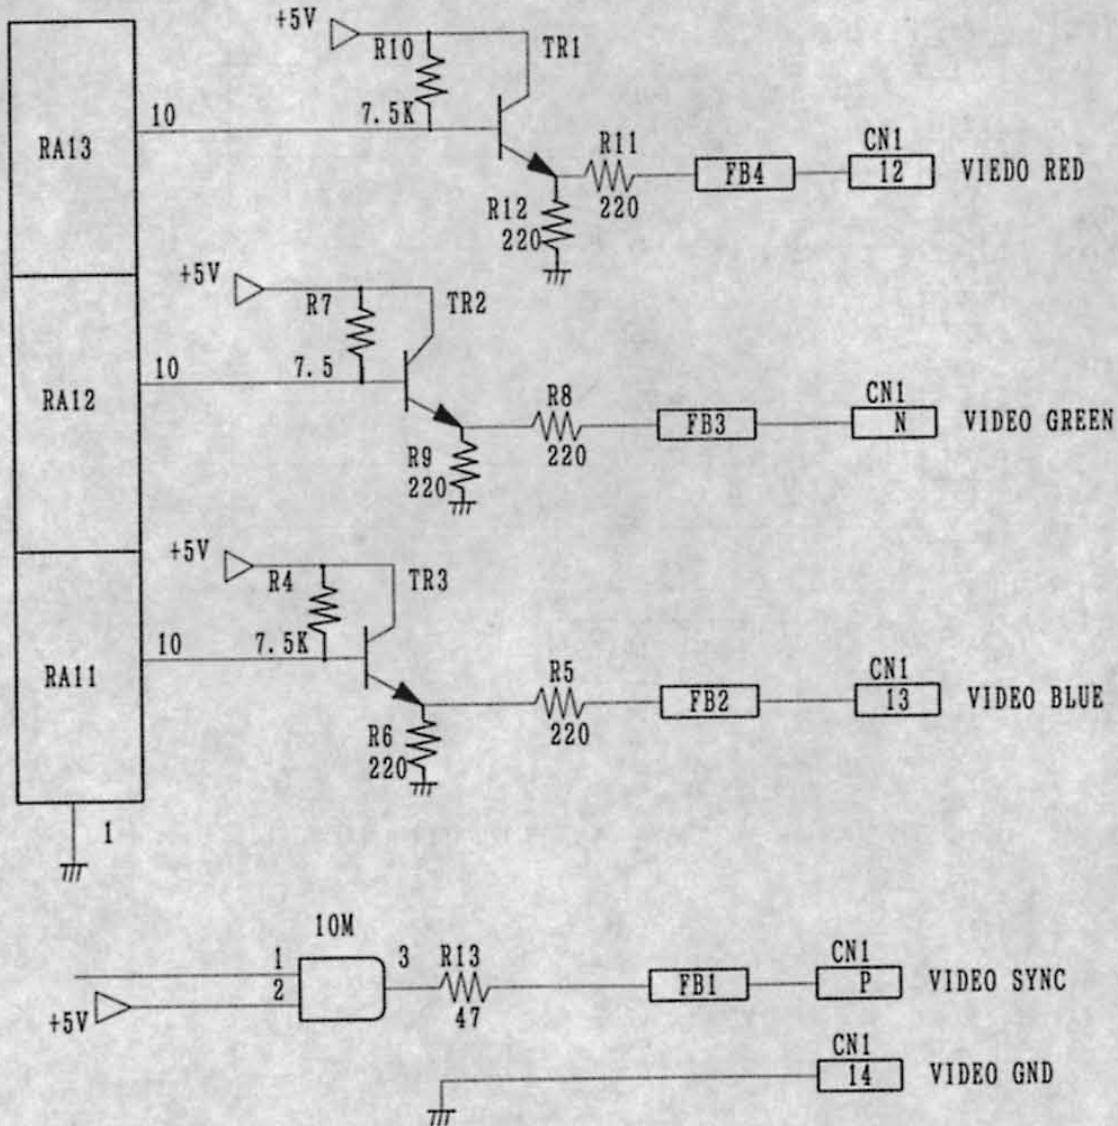 +5V
R10
TR1
10
7.5K
RA13
R11
CN1
FB4
12
VIEDO RED
R12
220
220
+5V
R7
TR2
10
7.5
RA12
R8
CN1
FB3
N
VIDEO GREEN
R9
220
220
+5V
R4
TR3
10
7.5K
RA11
R5
CN1
FB2
13
VIDEO BLUE
R6
220
220
1
10M
1
3
R13
CN1
2
FB1
P
VIDEO SYNC
+5V
47
CN1
14
VIDEO GND